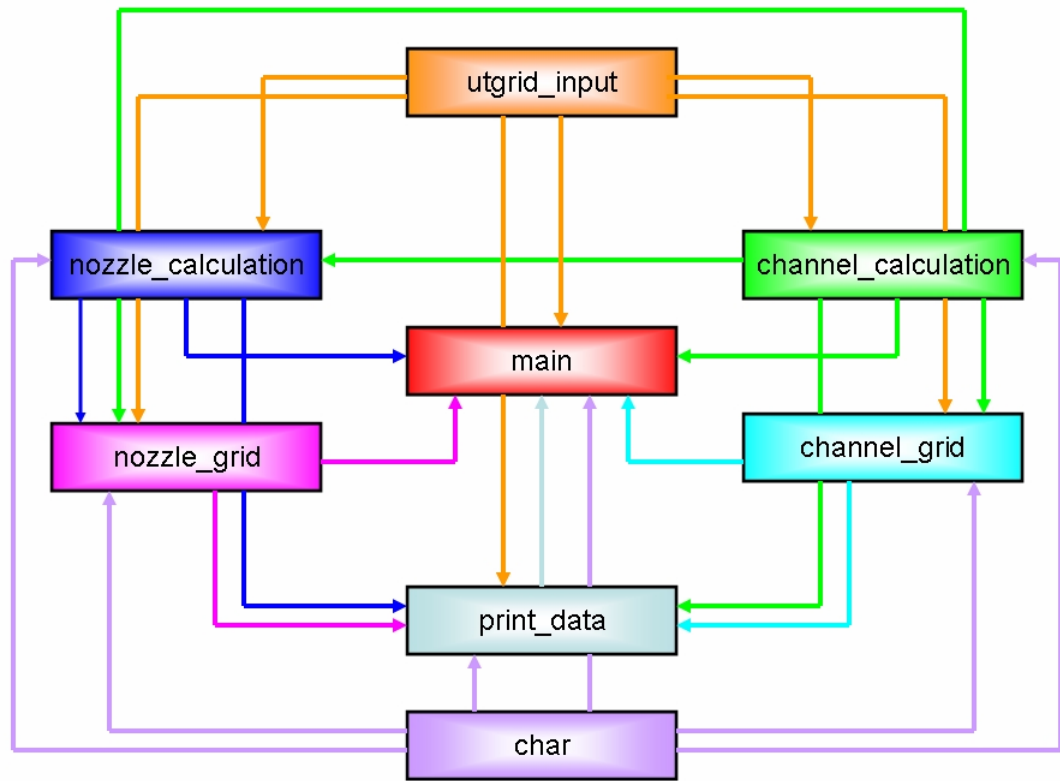 utgrid_input
nozzle_calculation
channel_calculation
main
nozzle_grid
channel_grid
print_data
char